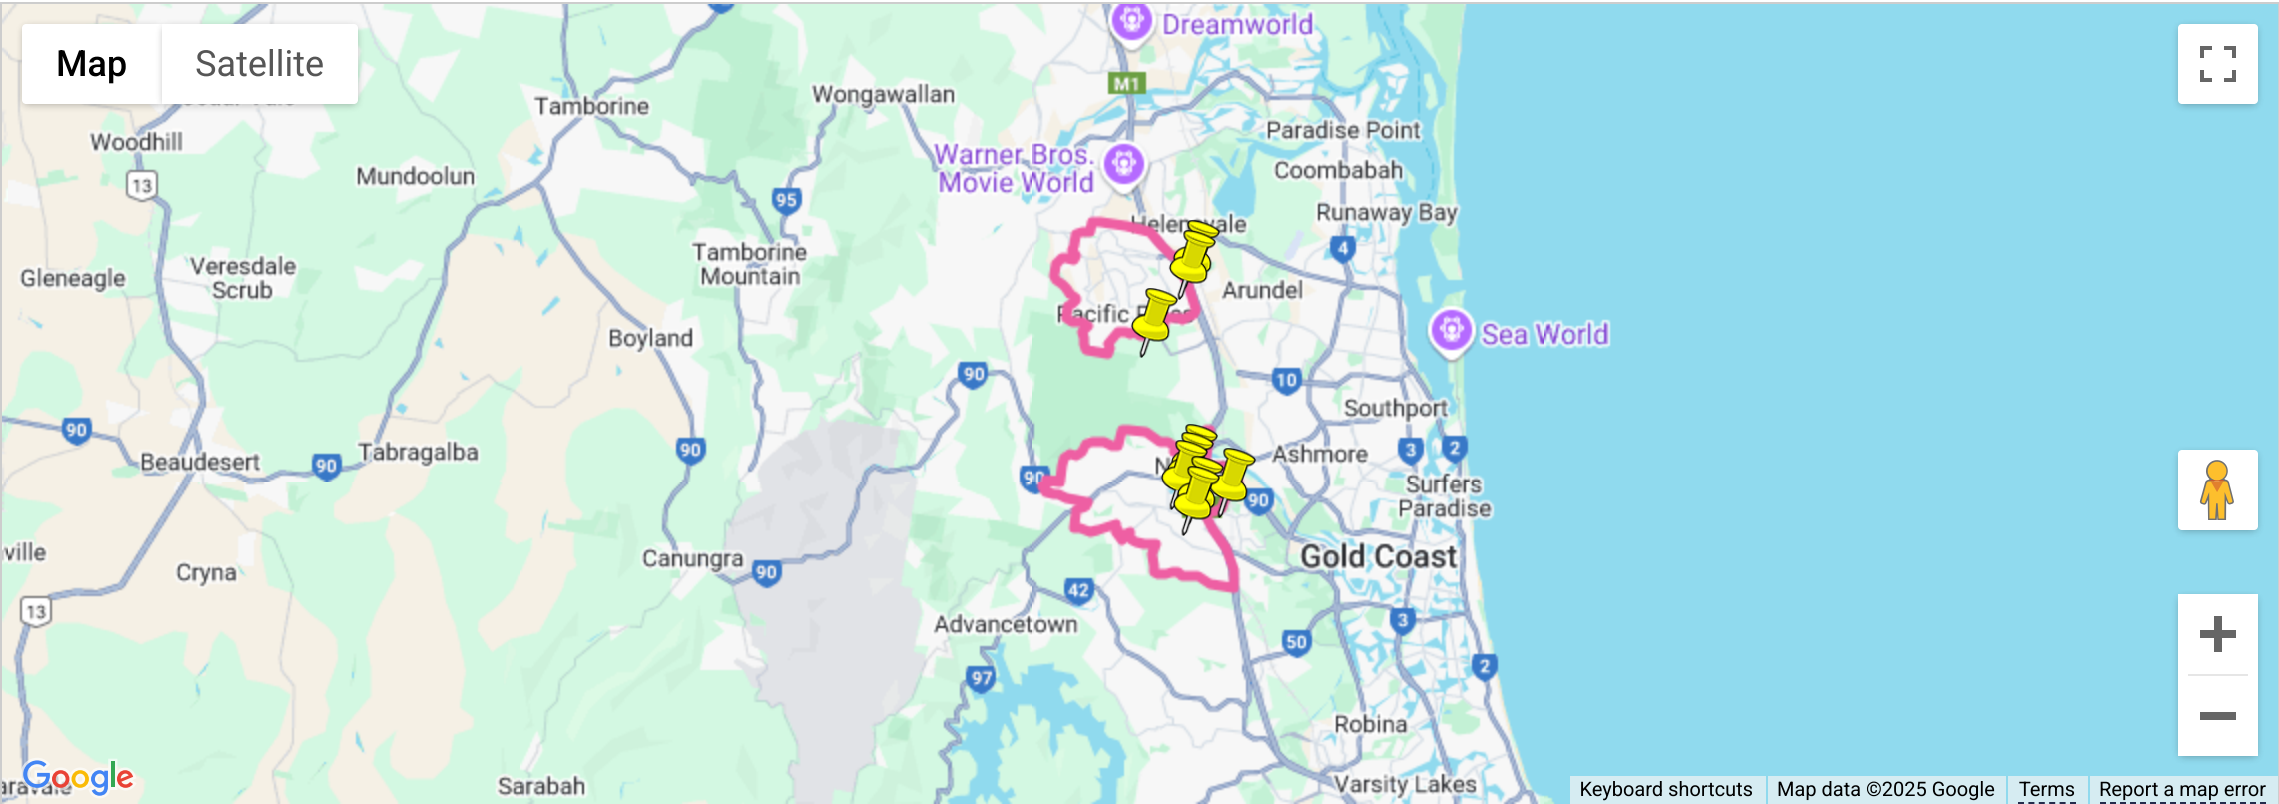 Map
Satellite
Dreamworld
M1
Tamborine
Wongawallan
Woodhill
Paradise Point
Warner Bros.
Movie World
Coombabah
Mundoolun
13
95
Runaway Bay
Helensvale
4
Tamborine
Mountain
Veresdale
Scrub
Gleneagle
Arundel
Pacific Pines
Sea World
Boyland
90
10
Southport
90
90
3
2
Ashmore
Tabragalba
Beaudesert
90
90
Surfers
Paradise
90
Gold Coast
ville
Canungra
Cryna
90
42
13
Advancetown
3
50
2
97
Robina
Google
Sarabah
Varsity Lakes
Keyboard shortcuts
Map data ©2025 Google
Terms
Report a map error